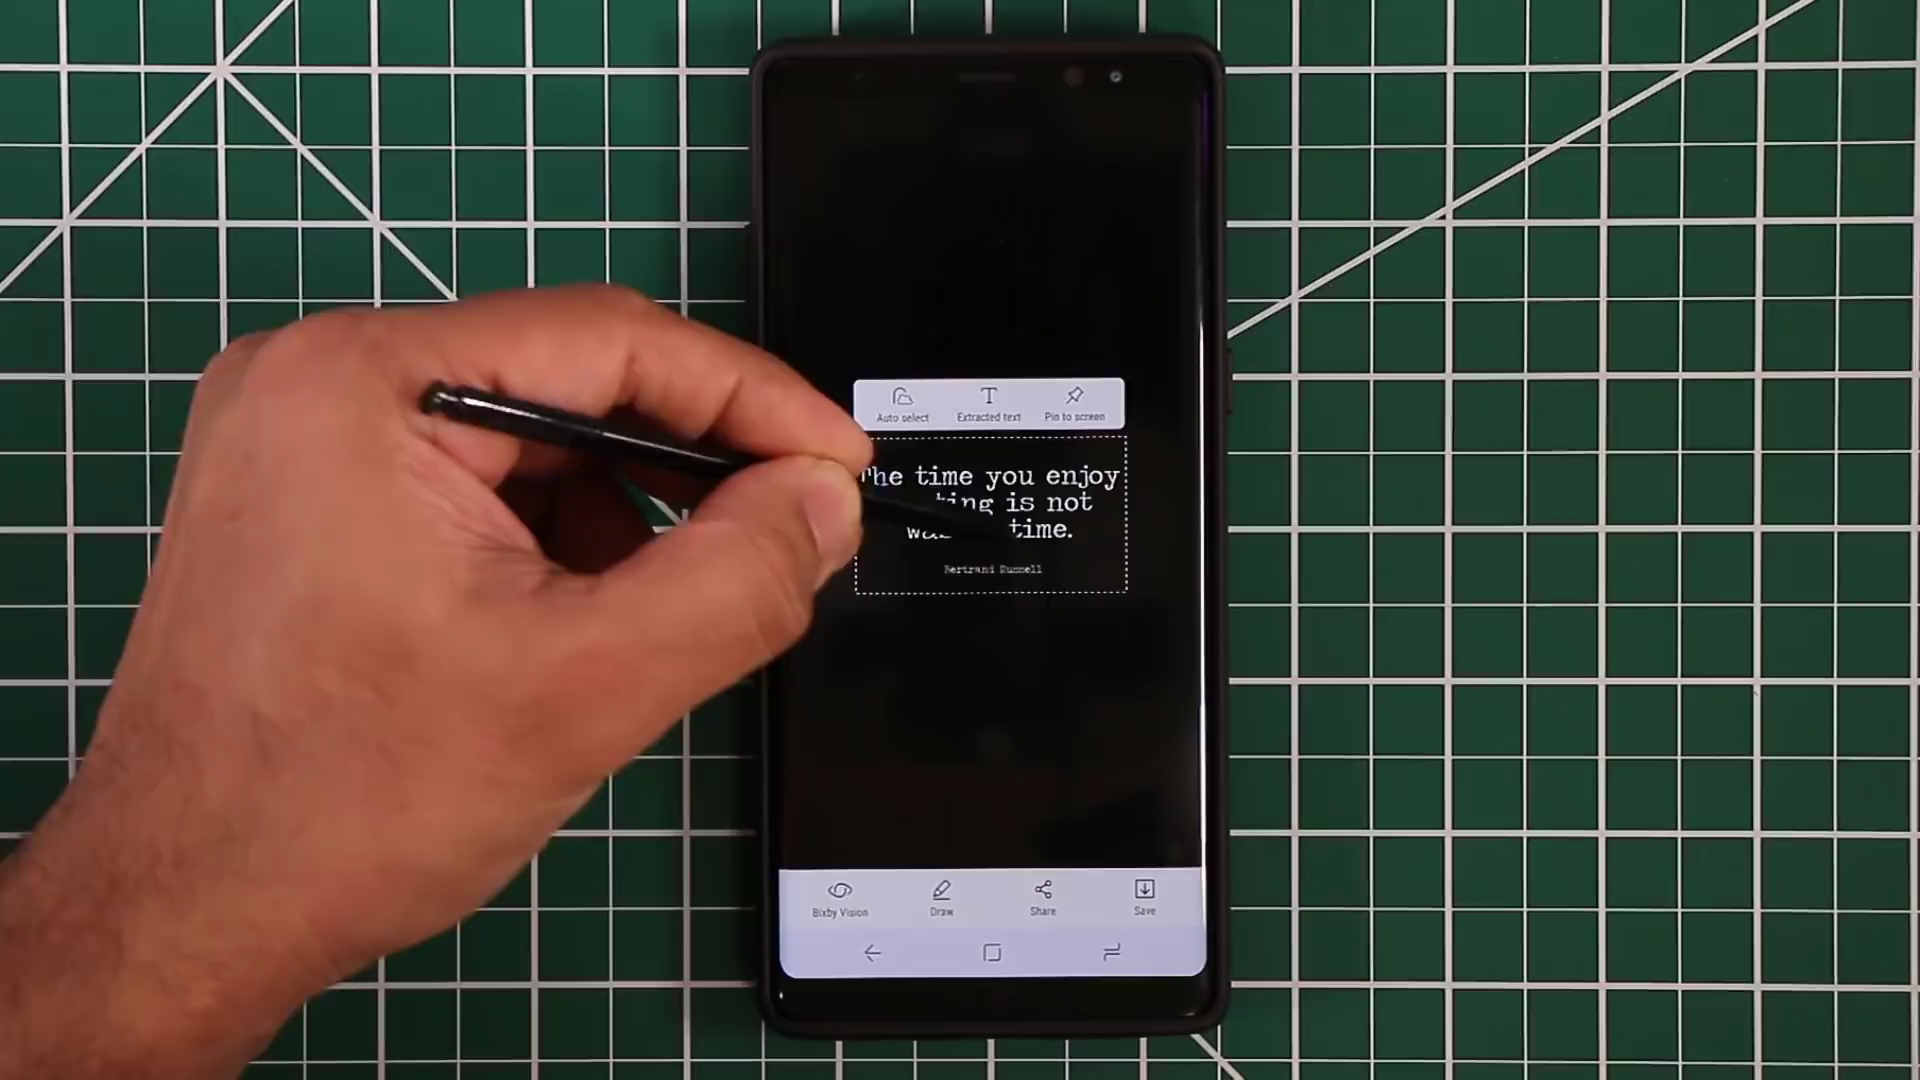 Auto select Extracted text Pin to screen
The time you enjoy
is not
time.
Bertrand Russell
Bixby Vision Draw Share Save